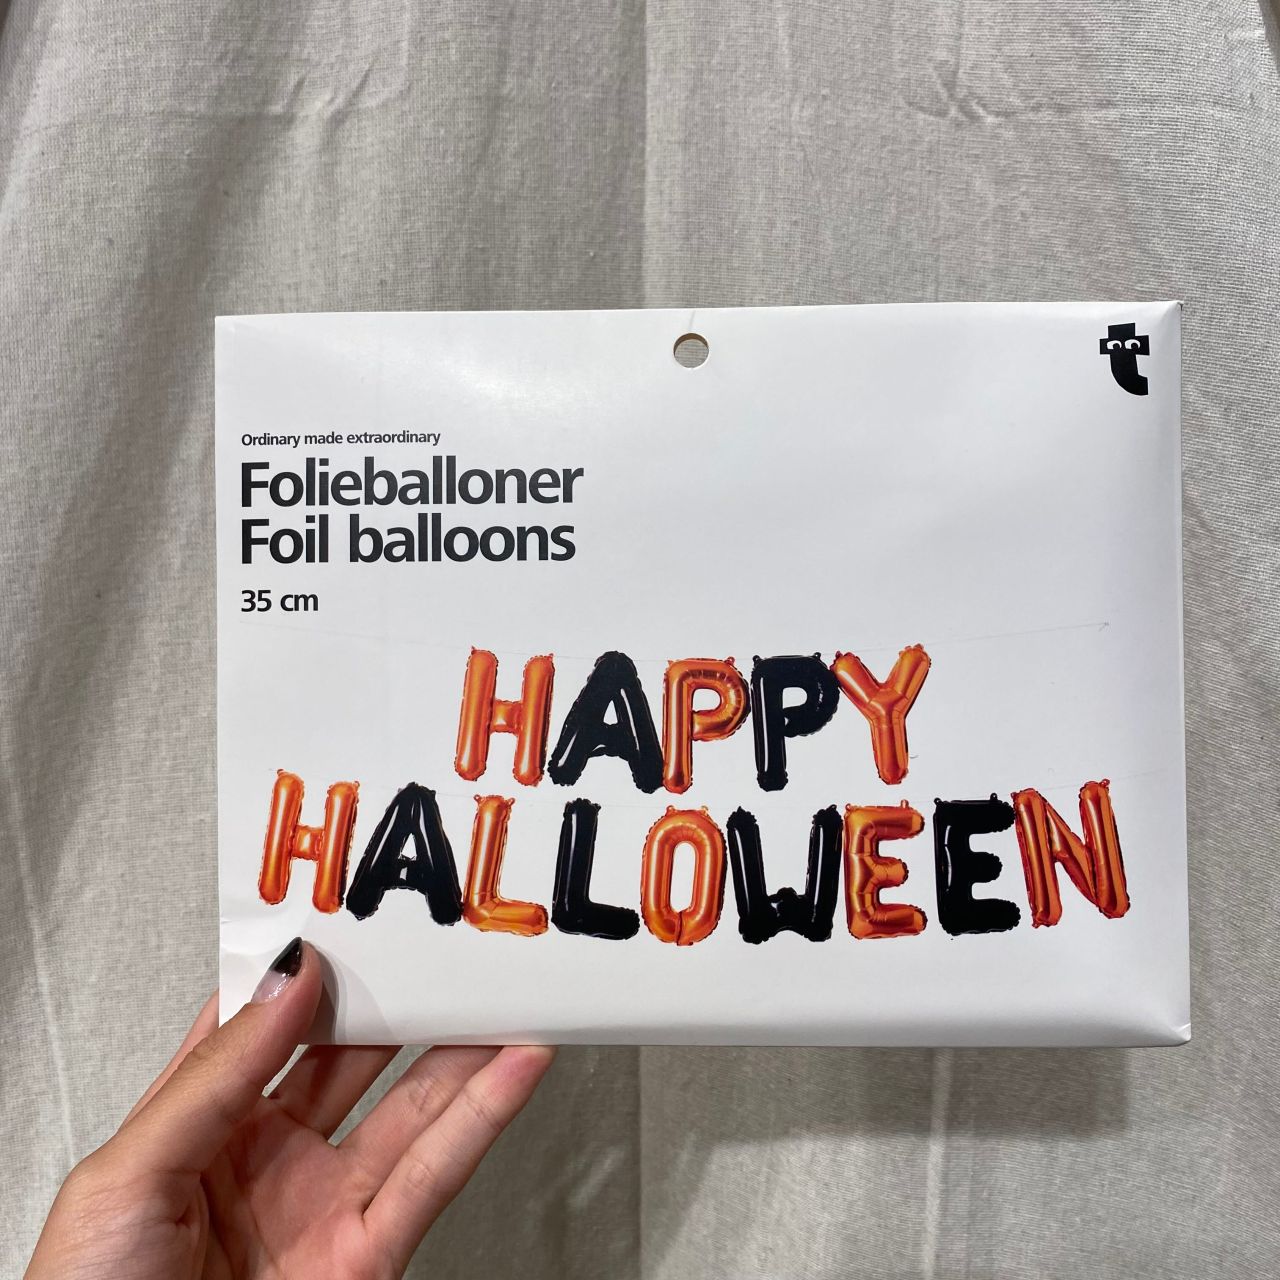 Ordinary made extraordinary
Folieballoner
Foil balloons
35 cm
HAPPY
HALLOWEEN